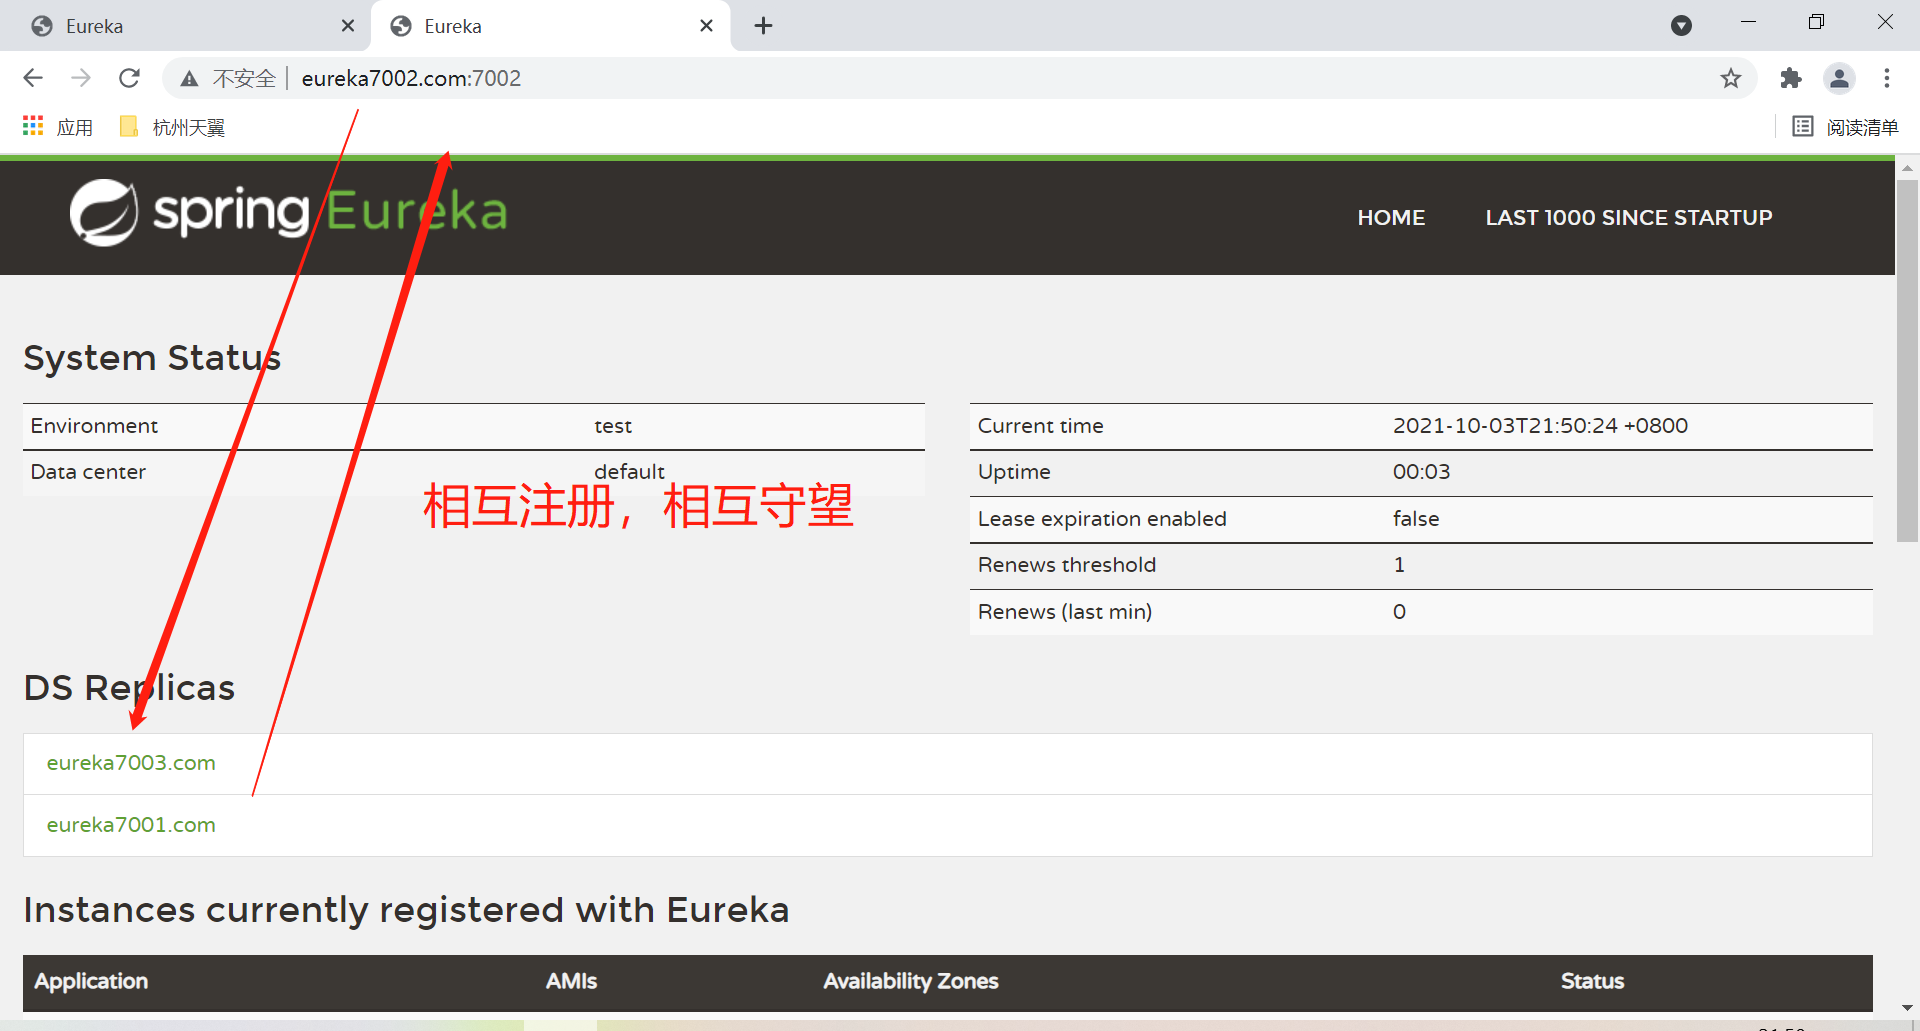 Eureka
Eureka
不安全 eureka7002.com:7002
应用 杭州天翼 阅读清单
spring Eureka HOME LAST 1000 SINCE STARTUP
System Status
Environment test
Data center default
Current time 2021-10-03T21:50:24 +0800
Uptime 00:03
Lease expiration enabled false
Renews threshold 1
Renews (last min) 0
相互注册，相互守望
DS Replicas
eureka7003.com
eureka7001.com
Instances currently registered with Eureka
Application AMIs Availability Zones Status